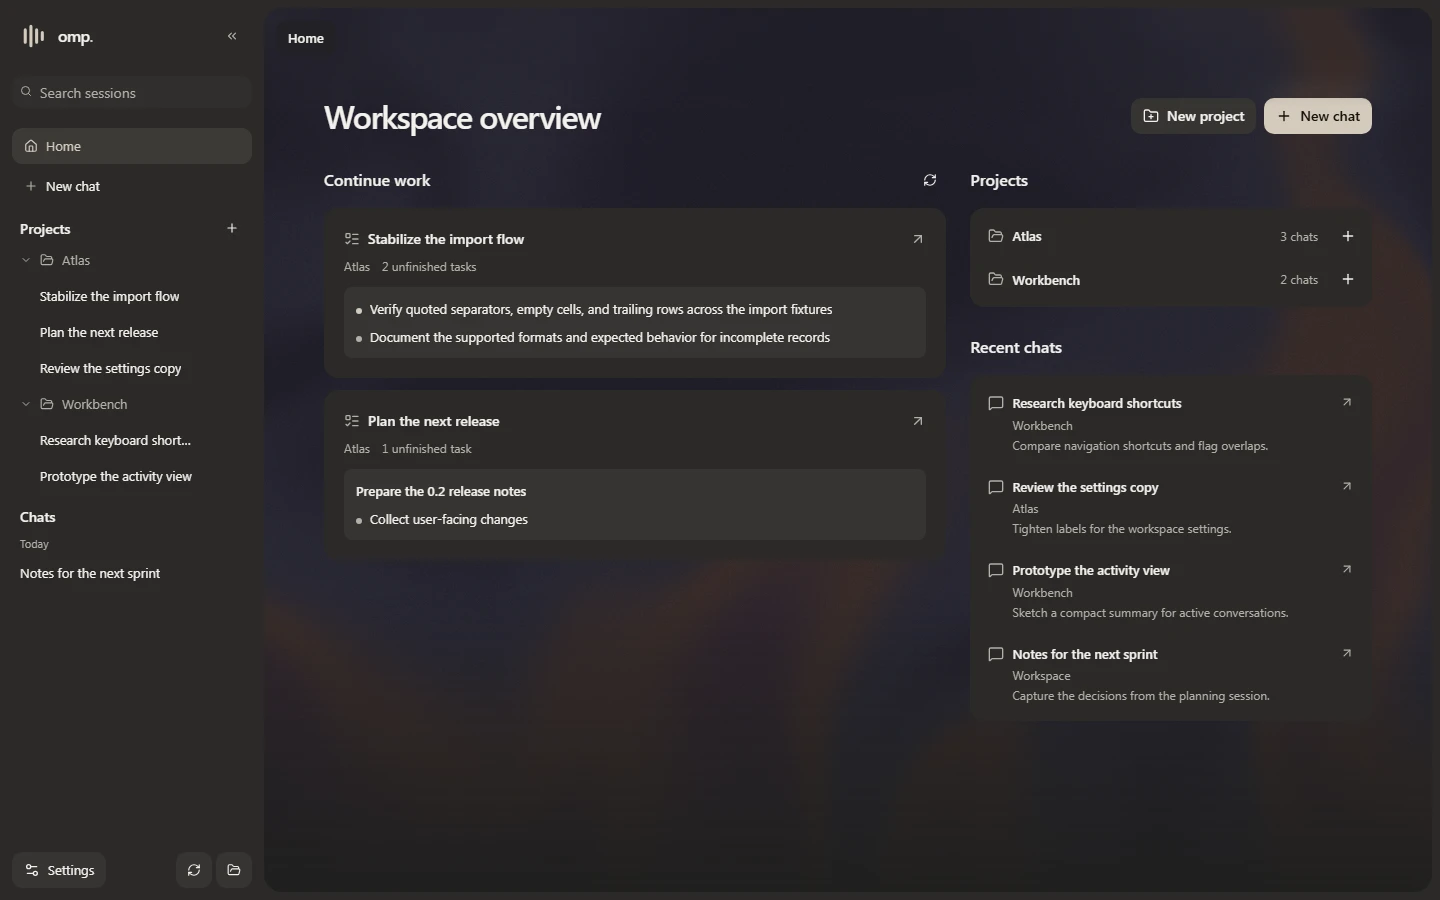 omp.
Search sessions
Home
New chat
Projects
Atlas
Stabilize the import flow
Plan the next release
Review the settings copy
Workbench
Research keyboard short...
Prototype the activity view
Chats
Today
Notes for the next sprint
Settings
Home
Workspace overview
New project
New chat
Continue work
Stabilize the import flow
Atlas 2 unfinished tasks
Verify quoted separators, empty cells, and trailing rows across the import fixtures
Document the supported formats and expected behavior for incomplete records
Plan the next release
Atlas 1 unfinished task
Prepare the 0.2 release notes
Collect user-facing changes
Projects
Atlas 3 chats
Workbench 2 chats
Recent chats
Research keyboard shortcuts
Workbench
Compare navigation shortcuts and flag overlaps.
Review the settings copy
Atlas
Tighten labels for the workspace settings.
Prototype the activity view
Workbench
Sketch a compact summary for active conversations.
Notes for the next sprint
Workspace
Capture the decisions from the planning session.